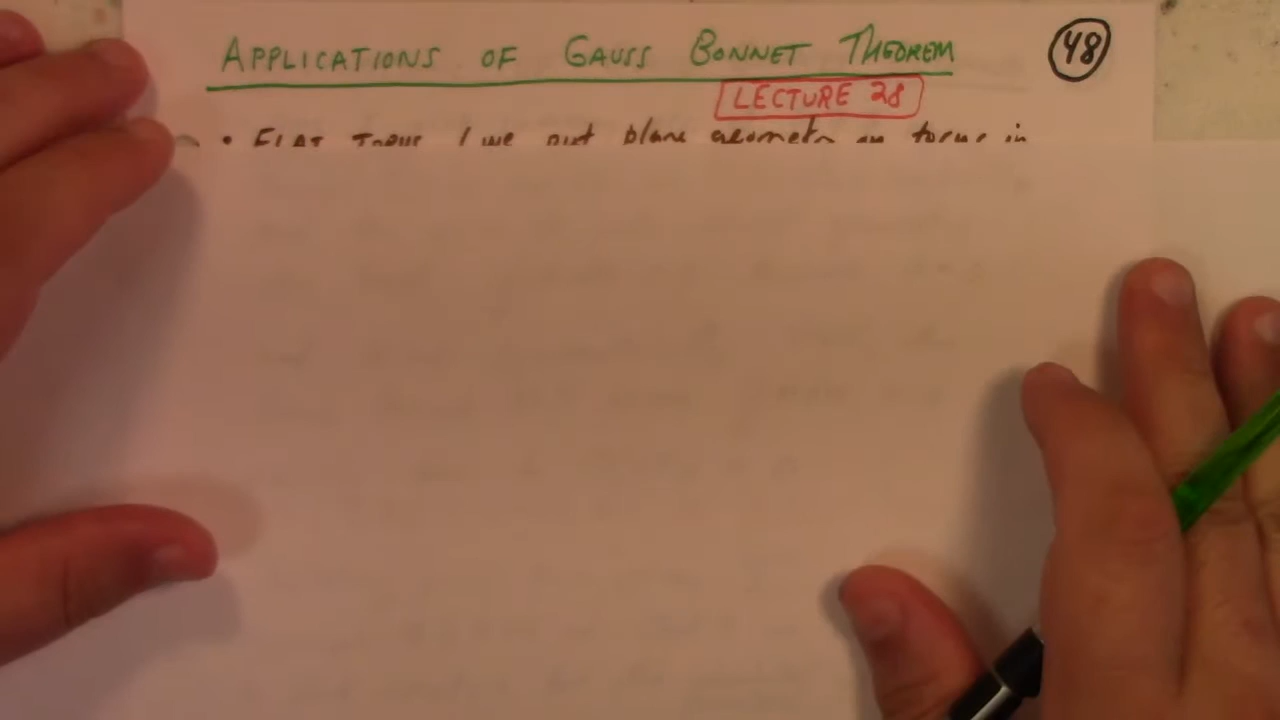 APPLICATIONS OF GAUSS BONNET THEOREM
48
LECTURE 28
• FLAT TORUS / we put plane geometry on torus in